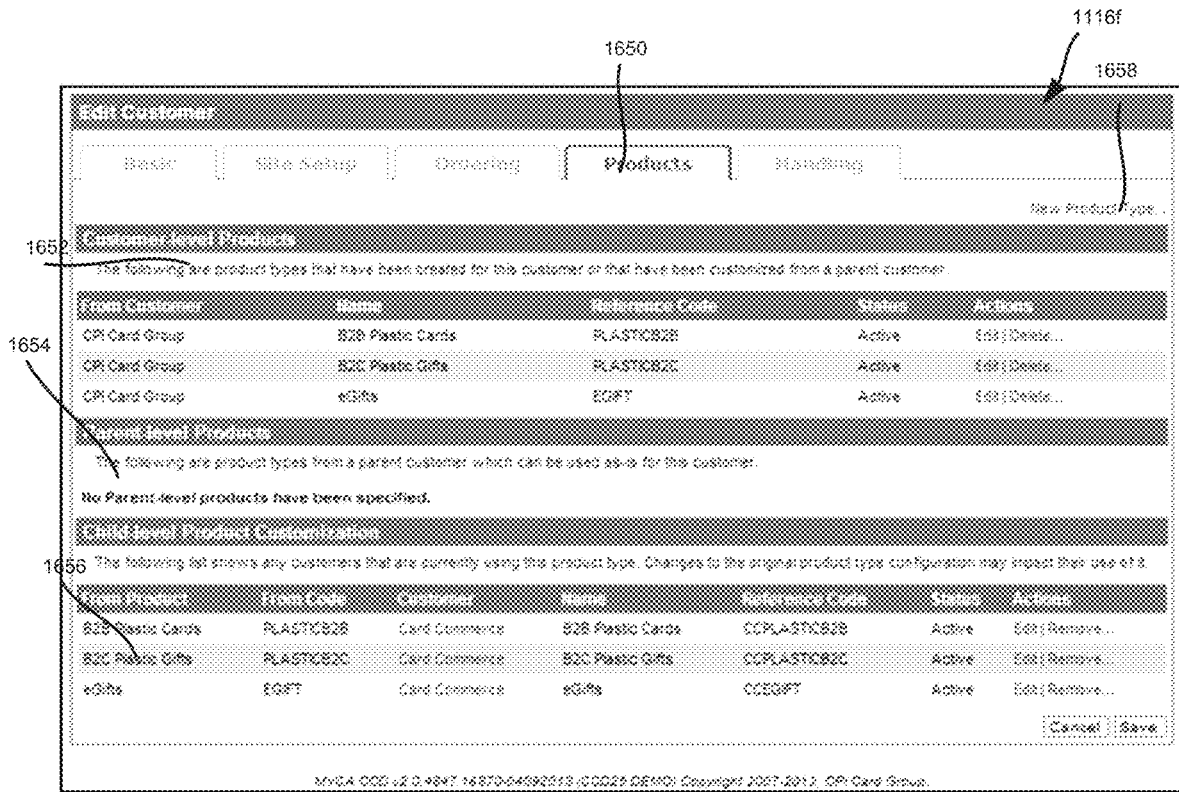 1116f
1650
1658
Edit Customer
Basic Site Setup Ordering Products Handling
New Product Type...
Customer-level Products
1652
The following are product types that have been created for this customer or that have been customized from a parent customer.
From Customer Name Reference Code Status Actions
CPI Card Group B2B Plastic Cards PLASTICB2B Active Edit | Delete...
1654
CPI Card Group B2C Plastic Gifts PLASTICB2C Active Edit | Delete...
CPI Card Group eGifts EGIFT Active Edit | Delete...
Parent-level Products
The following are product types from a parent customer which can be used as-is for this customer.
No Parent-level products have been specified.
Child-level Product Customization
1656
The following list shows any customers that are currently using this product type. Changes to the original product type configuration may impact their use of it.
From Product From Code Customer Name Reference Code Status Actions
B2B Plastic Cards PLASTICB2B Card Commerce B2B Plastic Cards CCPLASTICB2B Active Edit | Remove...
B2C Plastic Gifts PLASTICB2C Card Commerce B2C Plastic Gifts CCPLASTICB2C Active Edit | Remove...
eGifts EGIFT Card Commerce eGifts CCEGIFT Active Edit | Remove...
Cancel Save
Copyright 2007-2013, CPI Card Group.